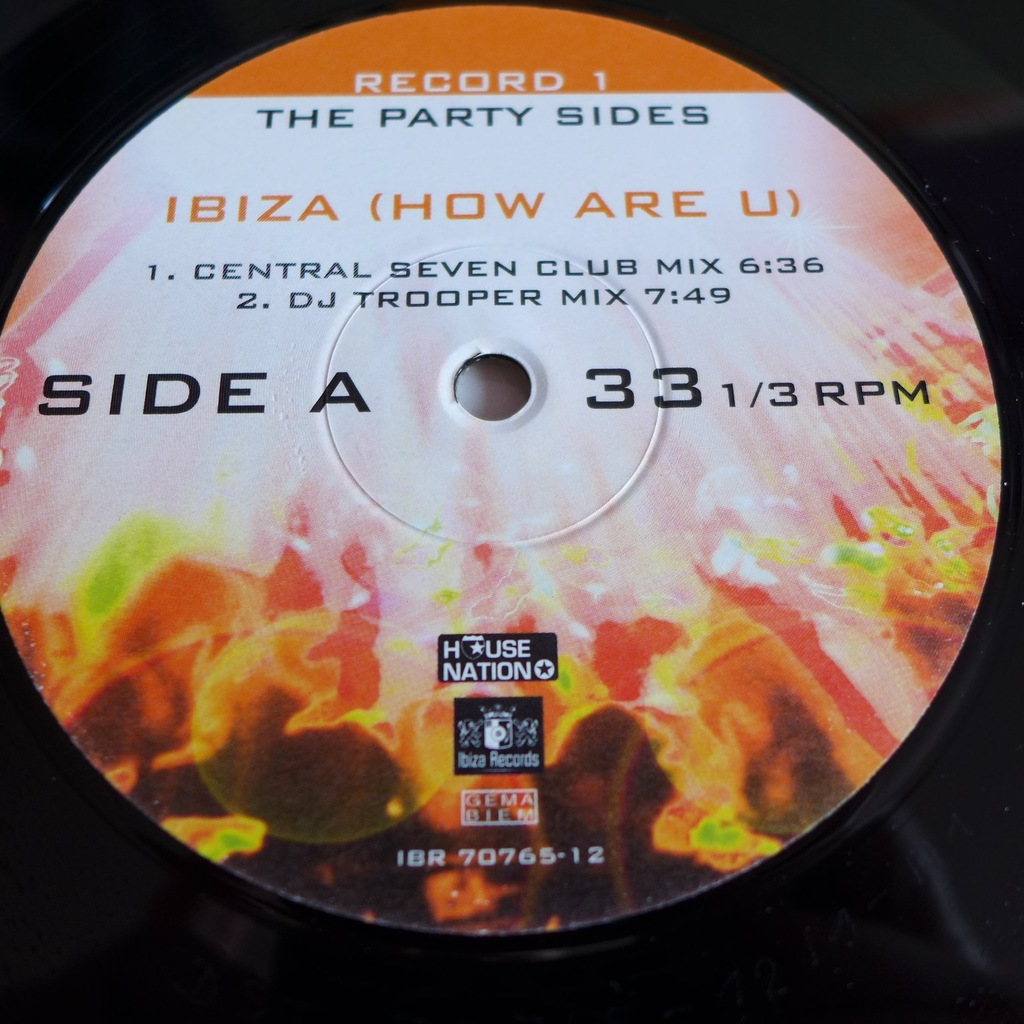 RECORD 1
THE PARTY SIDES
IBIZA (HOW ARE U)
1. CENTRAL SEVEN CLUB MIX 6:36
2. DJ TROOPER MIX 7:49
SIDE A 33 1/3 RPM
HOUSE
NATION
Ibiza Records
GEMA
BIEM
IBR 70765-12